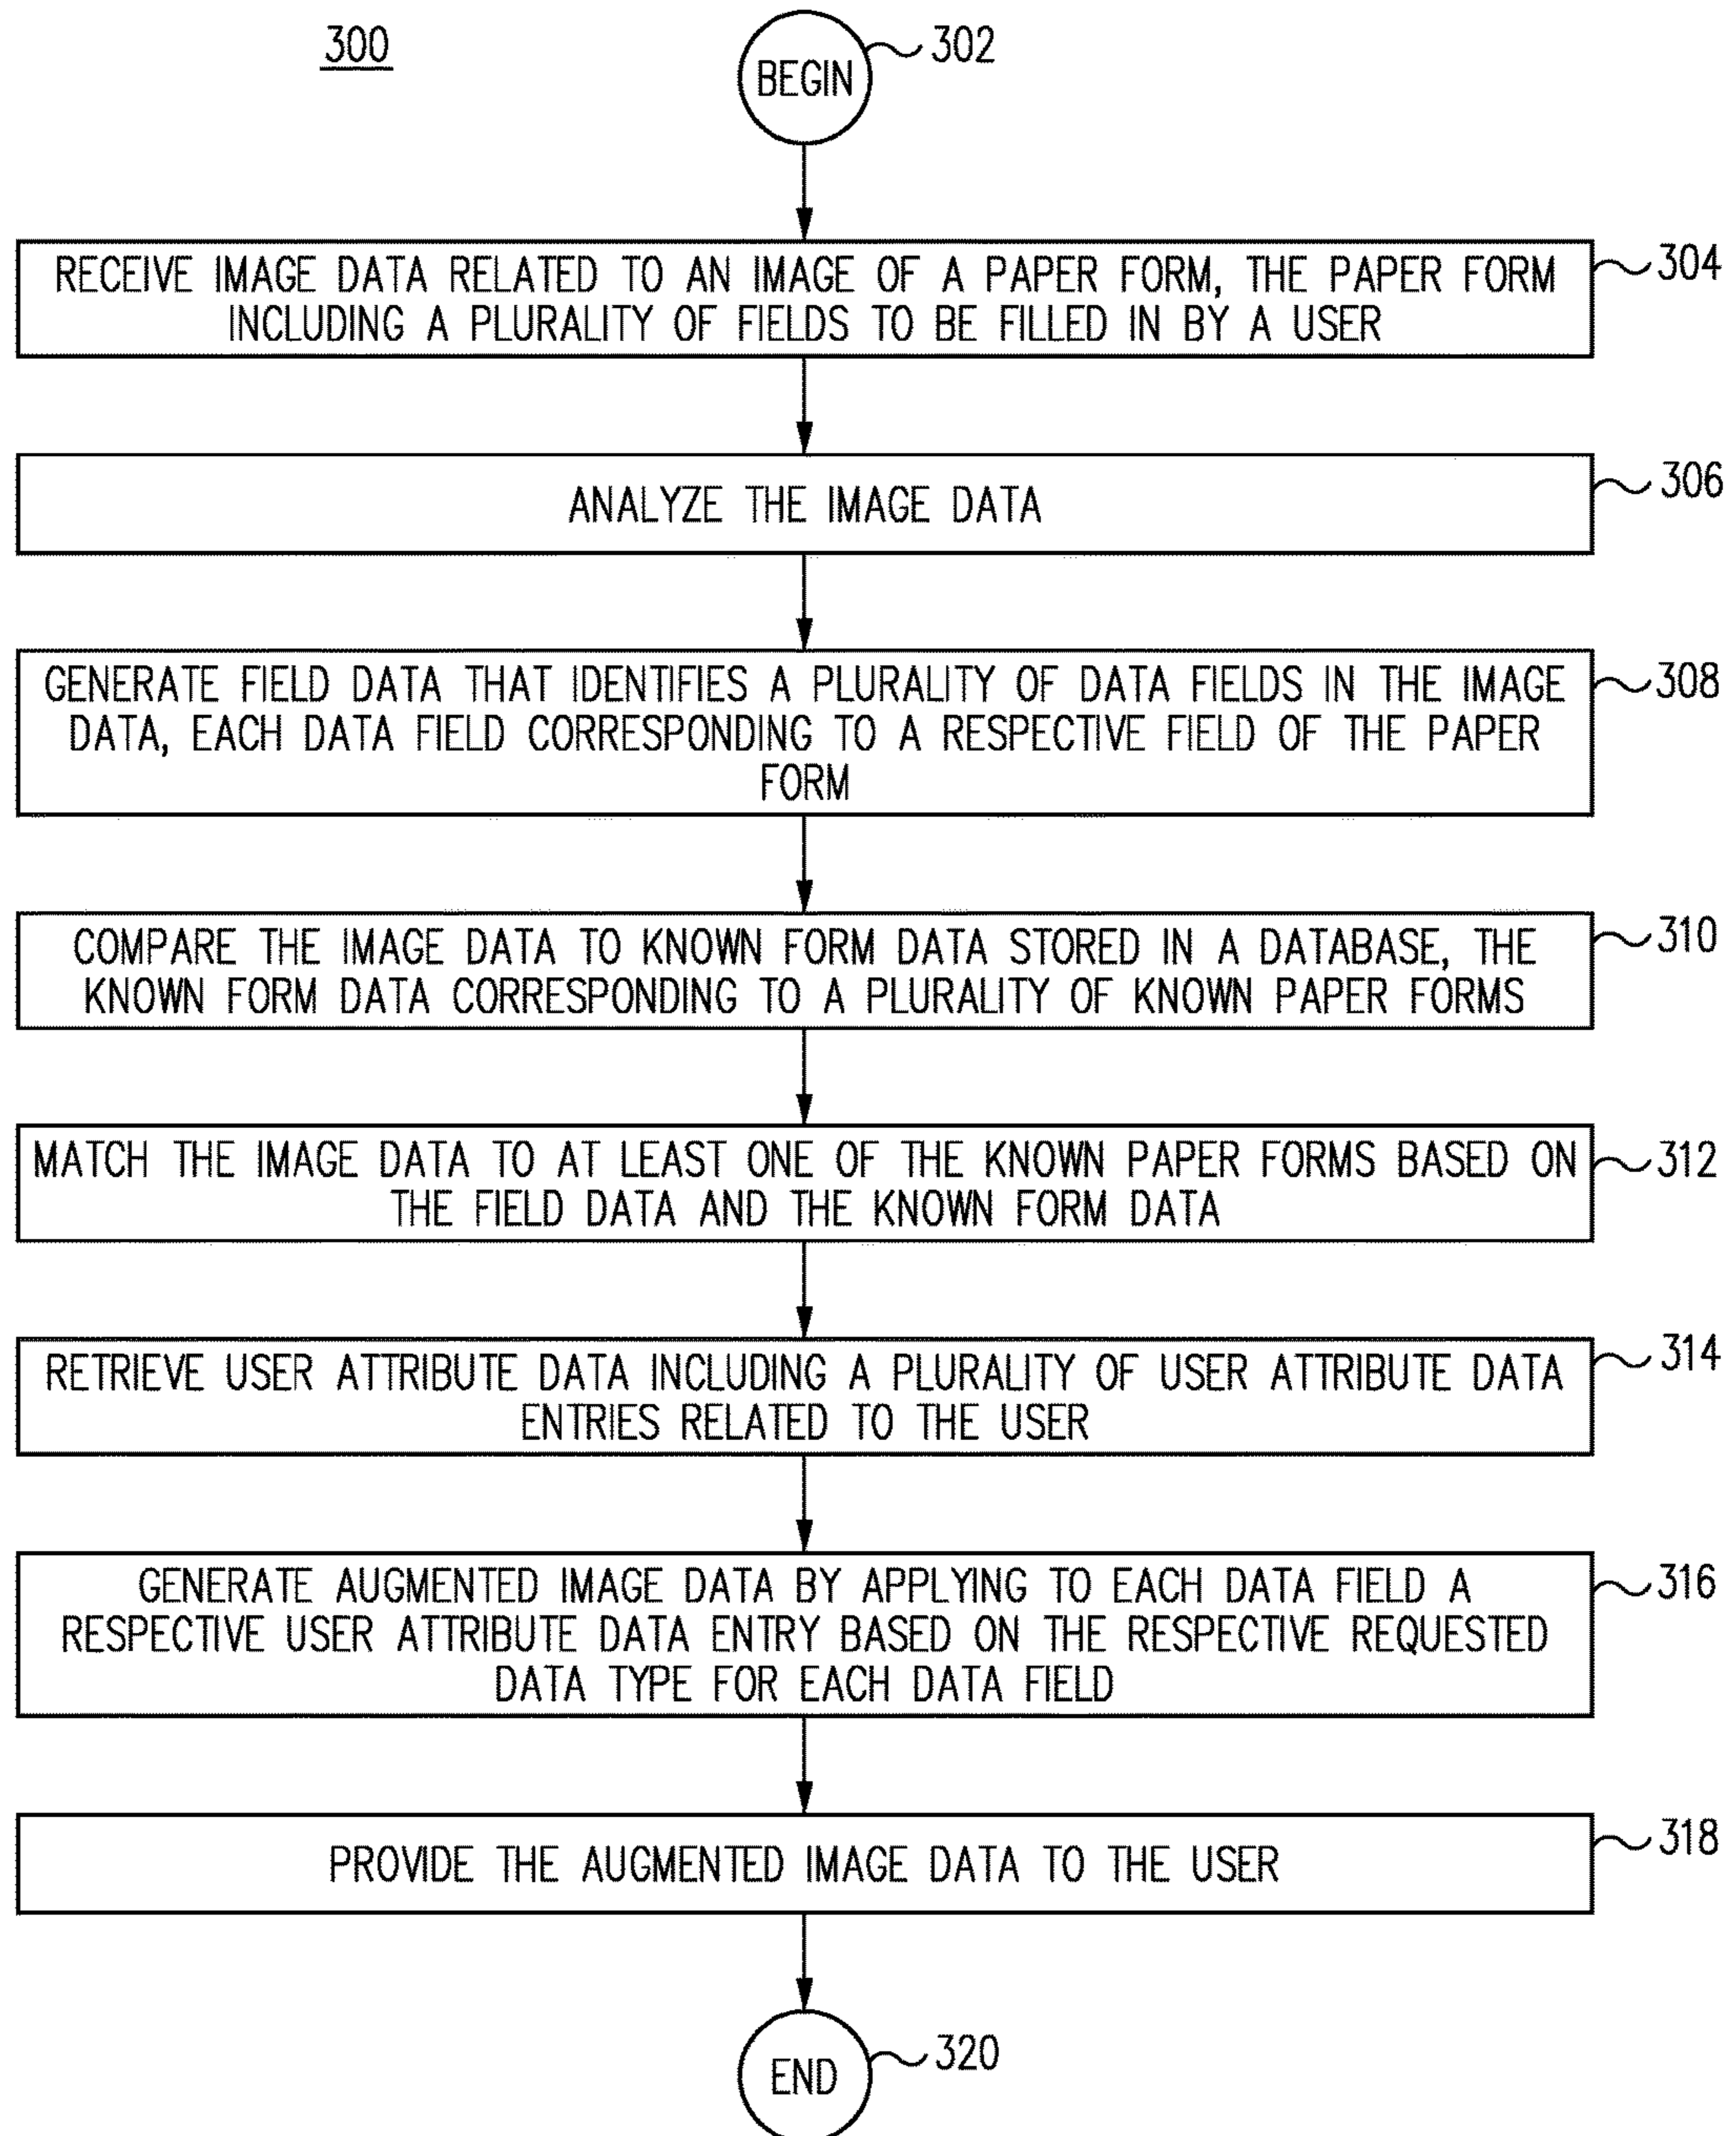 300
BEGIN
302
RECEIVE IMAGE DATA RELATED TO AN IMAGE OF A PAPER FORM, THE PAPER FORM
INCLUDING A PLURALITY OF FIELDS TO BE FILLED IN BY A USER
304
ANALYZE THE IMAGE DATA
306
GENERATE FIELD DATA THAT IDENTIFIES A PLURALITY OF DATA FIELDS IN THE IMAGE
DATA, EACH DATA FIELD CORRESPONDING TO A RESPECTIVE FIELD OF THE PAPER
FORM
308
COMPARE THE IMAGE DATA TO KNOWN FORM DATA STORED IN A DATABASE, THE
KNOWN FORM DATA CORRESPONDING TO A PLURALITY OF KNOWN PAPER FORMS
310
MATCH THE IMAGE DATA TO AT LEAST ONE OF THE KNOWN PAPER FORMS BASED ON
THE FIELD DATA AND THE KNOWN FORM DATA
312
RETRIEVE USER ATTRIBUTE DATA INCLUDING A PLURALITY OF USER ATTRIBUTE DATA
ENTRIES RELATED TO THE USER
314
GENERATE AUGMENTED IMAGE DATA BY APPLYING TO EACH DATA FIELD A
RESPECTIVE USER ATTRIBUTE DATA ENTRY BASED ON THE RESPECTIVE REQUESTED
DATA TYPE FOR EACH DATA FIELD
316
PROVIDE THE AUGMENTED IMAGE DATA TO THE USER
318
END
320